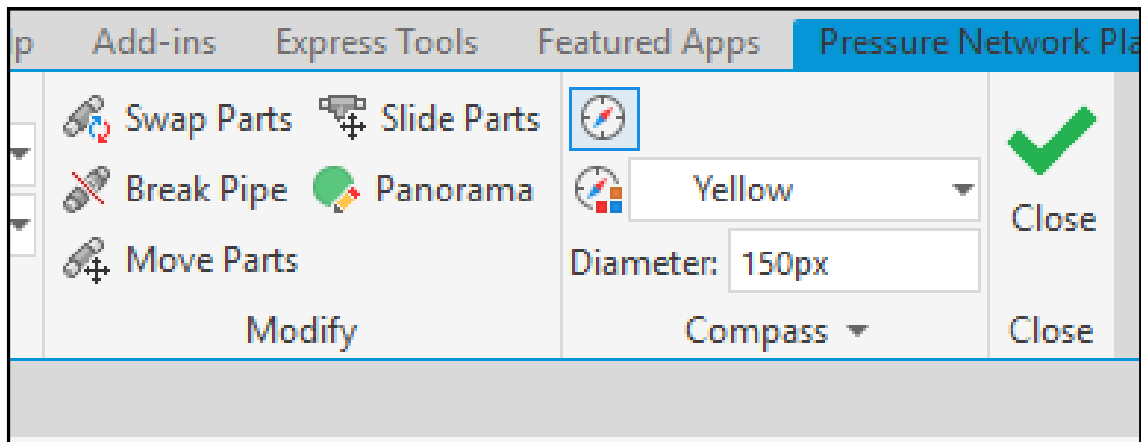 lp Add-ins Express Tools Featured Apps Pressure Network Pla
Swap Parts Slide Parts
Break Pipe Panorama Yellow
Move Parts
Diameter: 150px
Close
Modify Compass Close